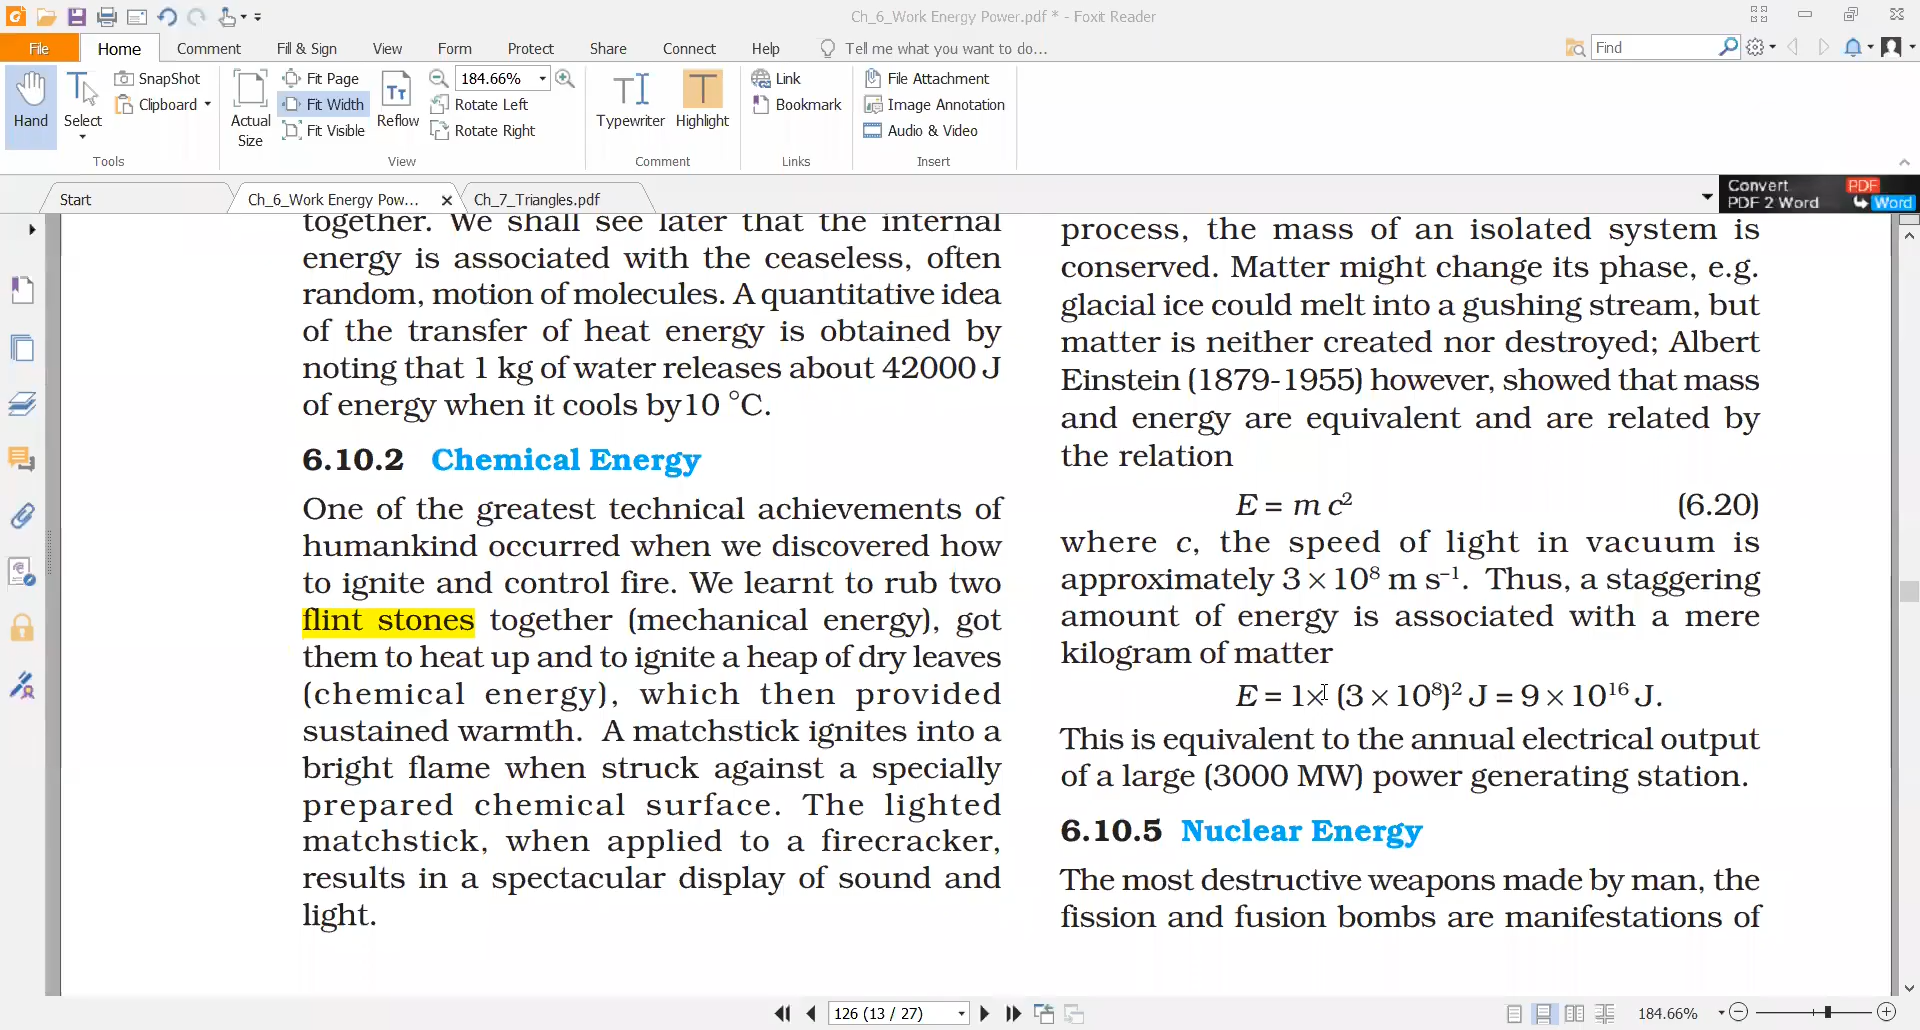 Ch_6_Work Energy Power.pdf * - Foxit Reader
File Home Comment Fill & Sign View Form Protect Share Connect Help Tell me what you want to do... Find
Hand
Select
SnapShot
Clipboard
Tools
Actual Size
Fit Page
Fit Width
Fit Visible
Reflow
184.66%
Rotate Left
Rotate Right
View
Typewriter
Highlight
Comment
Link
Bookmark
Links
File Attachment
Image Annotation
Audio & Video
Insert
Start
Ch_6_Work Energy Pow...
Ch_7_Triangles.pdf
Convert PDF
PDF 2 Word Word
together. We shall see later that the internal
energy is associated with the ceaseless, often
random, motion of molecules. A quantitative idea
of the transfer of heat energy is obtained by
noting that 1 kg of water releases about 42000 J
of energy when it cools by10 °C.
6.10.2 Chemical Energy
One of the greatest technical achievements of
humankind occurred when we discovered how
to ignite and control fire. We learnt to rub two
flint stones together (mechanical energy), got
them to heat up and to ignite a heap of dry leaves
(chemical energy), which then provided
sustained warmth. A matchstick ignites into a
bright flame when struck against a specially
prepared chemical surface. The lighted
matchstick, when applied to a firecracker,
results in a spectacular display of sound and
light.
process, the mass of an isolated system is
conserved. Matter might change its phase, e.g.
glacial ice could melt into a gushing stream, but
matter is neither created nor destroyed; Albert
Einstein (1879-1955) however, showed that mass
and energy are equivalent and are related by
the relation
E = m c² (6.20)
where c, the speed of light in vacuum is
approximately 3 × 10⁸ m s⁻¹. Thus, a staggering
amount of energy is associated with a mere
kilogram of matter
E = 1× (3 × 10⁸)² J = 9 × 10¹⁶ J.
This is equivalent to the annual electrical output
of a large (3000 MW) power generating station.
6.10.5 Nuclear Energy
The most destructive weapons made by man, the
fission and fusion bombs are manifestations of
126 (13 / 27)
184.66%